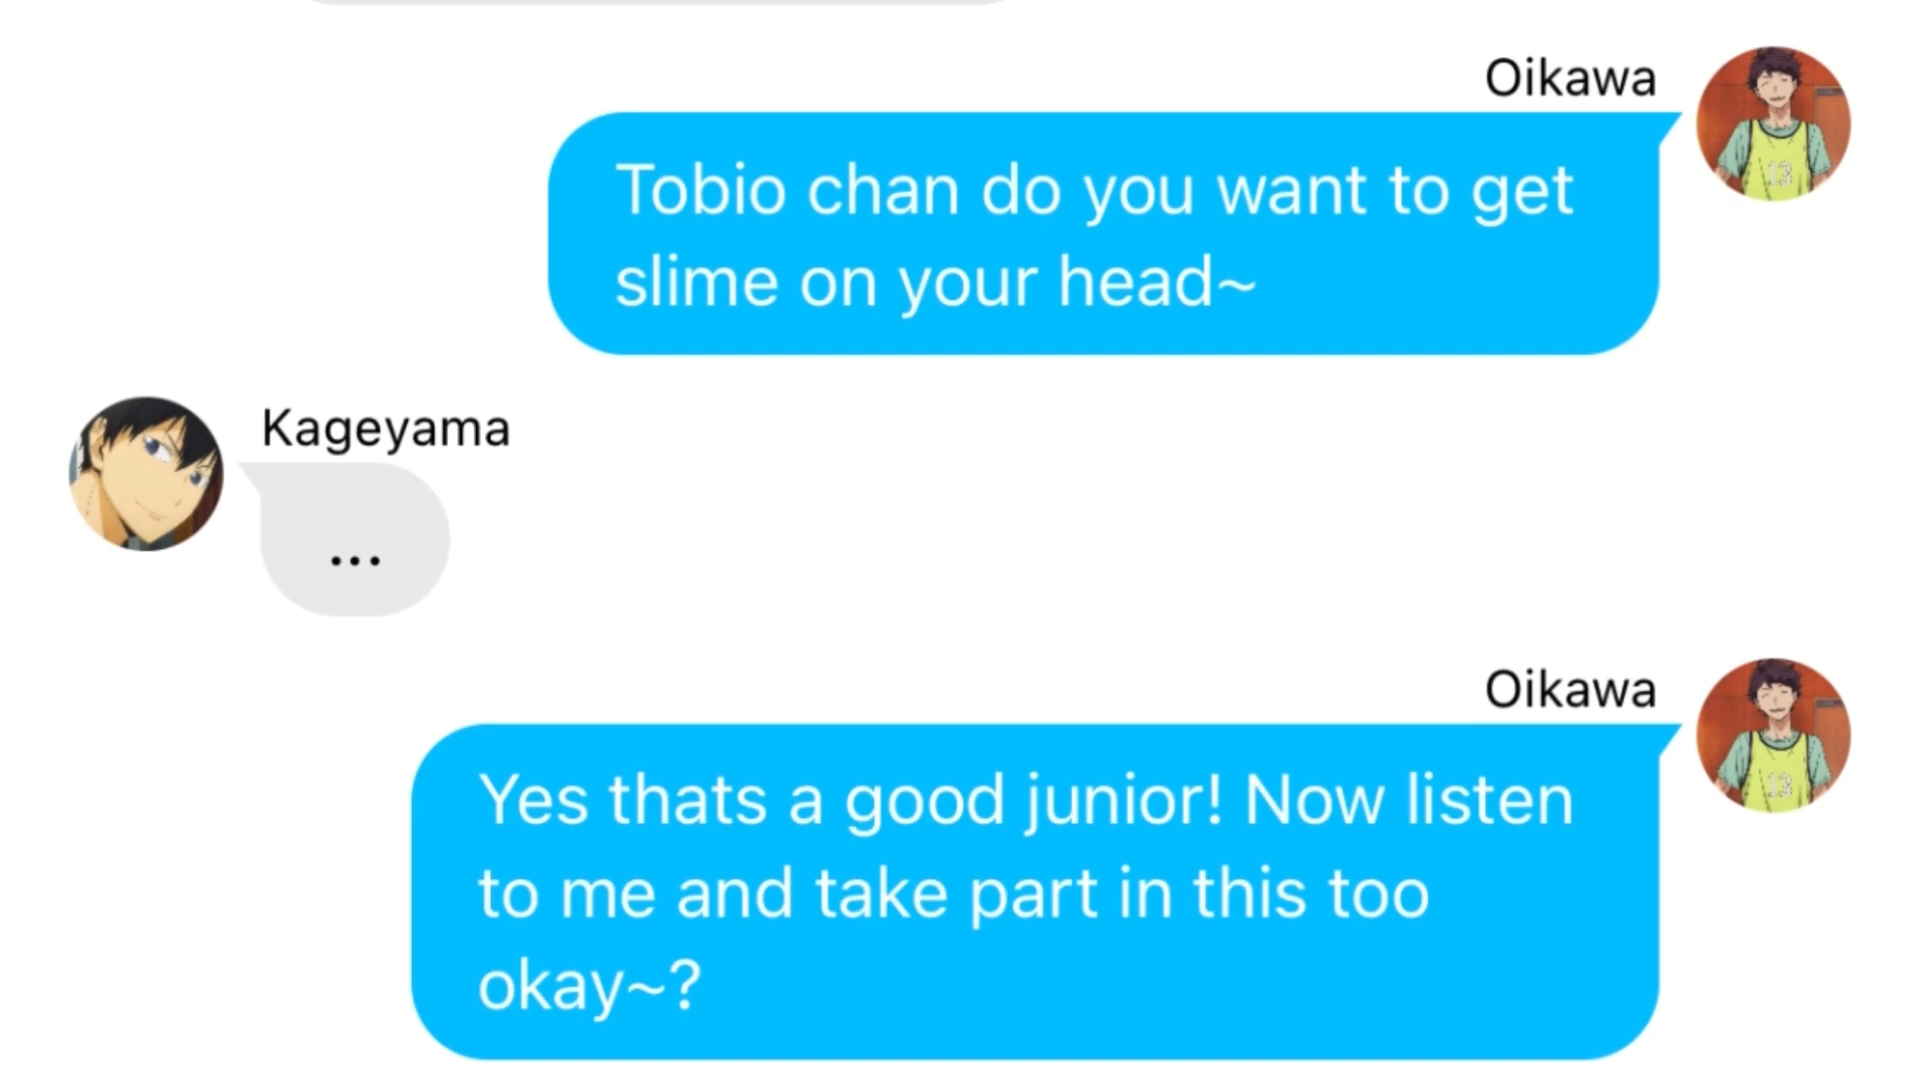 Oikawa
Tobio chan do you want to get
slime on your head~
Kageyama
...
Oikawa
Yes thats a good junior! Now listen
to me and take part in this too
okay~?